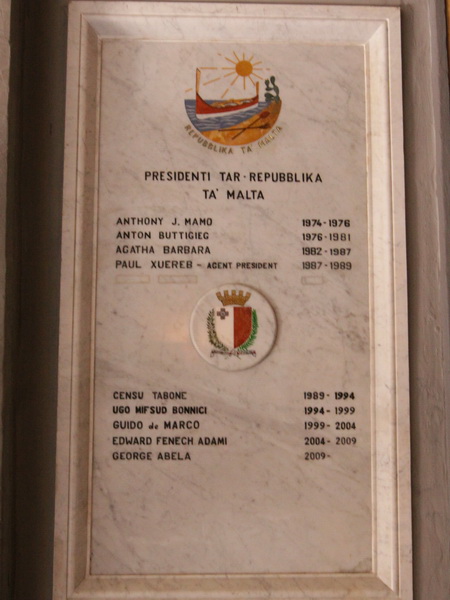 REPUBBLIKA TA' MALTA
PRESIDENTI TAR-REPUBBLIKA
TA' MALTA
ANTHONY J. MAMO 1974-1976
ANTON BUTTIGIEG 1976-1981
AGATHA BARBARA 1982-1987
PAUL XUEREB - AGENT PRESIDENT 1987-1989
CENSU TABONE 1989-1994
UGO MIFSUD BONNICI 1994-1999
GUIDO de MARCO 1999-2004
EDWARD FENECH ADAMI 2004-2009
GEORGE ABELA 2009-